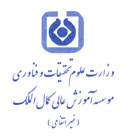 وزارت علوم تحقیقات و فناوری
موسسه آموزش عالی کمال الملک
(غیرانتفاعی)